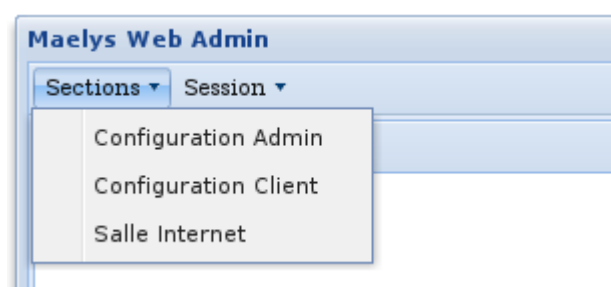 Maelys Web Admin
Sections Session
Configuration Admin
Configuration Client
Salle Internet